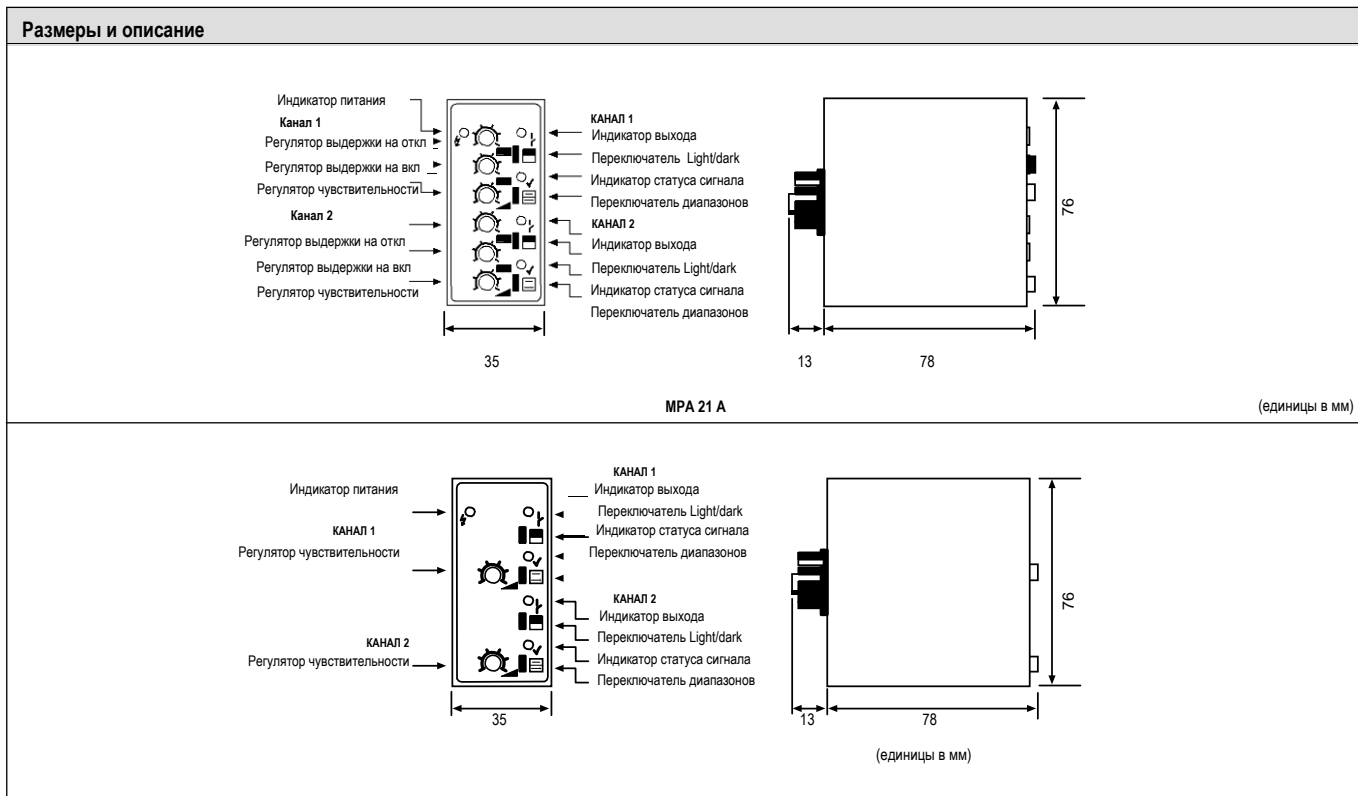 Размеры и описание
Индикатор питания
Канал 1
Регулятор выдержки на откл
Регулятор выдержки на вкл
Регулятор чувствительности
Канал 2
Регулятор выдержки на откл
Регулятор выдержки на вкл
Регулятор чувствительности
КАНАЛ 1
Индикатор выхода
Переключатель Light/dark
Индикатор статуса сигнала
Переключатель диапазонов
КАНАЛ 2
Индикатор выхода
Переключатель Light/dark
Индикатор статуса сигнала
Переключатель диапазонов
35
13
78
76
MPA 21 A
(единицы в мм)
Индикатор питания
КАНАЛ 1
Регулятор чувствительности
КАНАЛ 2
Регулятор чувствительности
КАНАЛ 1
Индикатор выхода
Переключатель Light/dark
Индикатор статуса сигнала
Переключатель диапазонов
КАНАЛ 2
Индикатор выхода
Переключатель Light/dark
Индикатор статуса сигнала
Переключатель диапазонов
35
13
78
76
(единицы в мм)